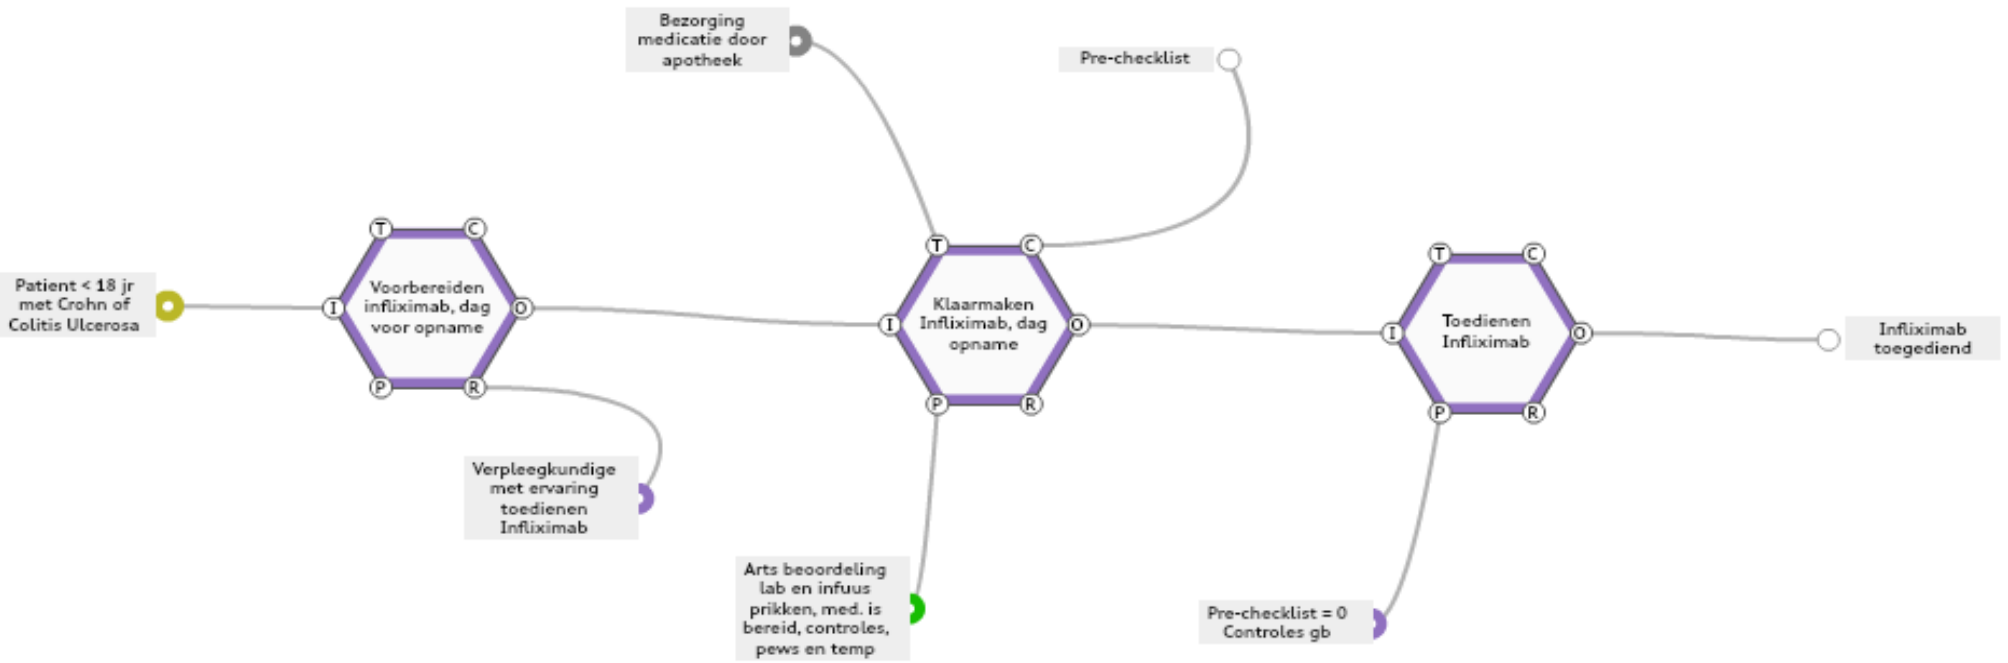 Bezorging
medicatie door
apotheek
Pre-checklist
Patient < 18 jr
met Crohn of
Colitis Ulcerosa
T
C
I
Voorbereiden
infliximab, dag
voor opname
O
P
R
Verpleegkundige
met ervaring
toedienen
Infliximab
T
C
I
Klaarmaken
Infliximab, dag
opname
O
P
R
Arts beoordeling
lab en infuus
prikken, med. is
bereid, controles,
pews en temp
T
C
I
Toedienen
Infliximab
O
P
R
Pre-checklist = 0
Controles gb
Infliximab
toegediend